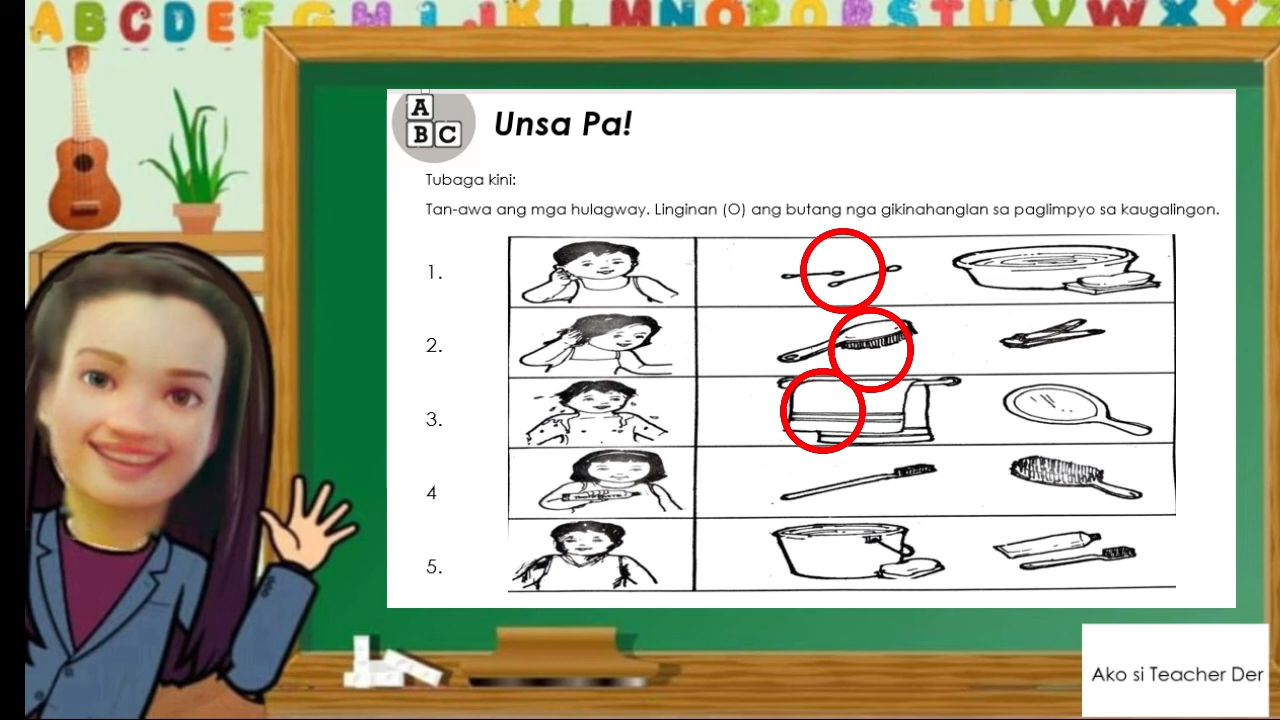 A B C D E F G H I J K L M N O P Q R S T U V W X Y Z
A
B C
Unsa Pa!
Tubaga kini:
Tan-awa ang mga hulagway. Linginan (O) ang butang nga gikinahanglan sa paglimpyo sa kaugalingon.
1.
2.
3.
4
5.
Ako si Teacher Der